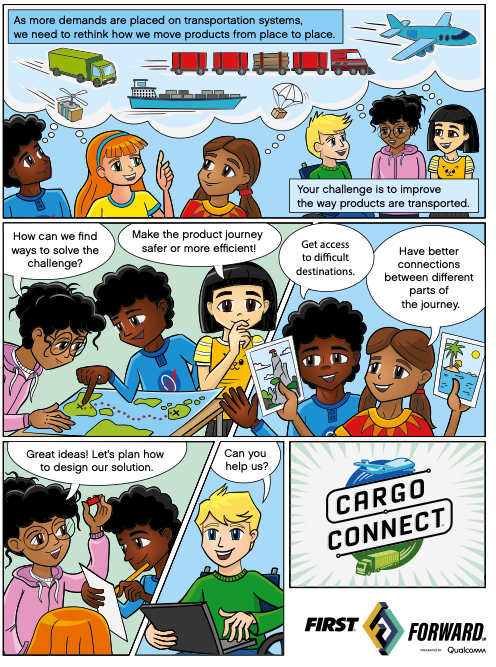 As more demands are placed on transportation systems,
we need to rethink how we move products from place to place.
Your challenge is to improve
the way products are transported.
How can we find
ways to solve the
challenge?
Make the product journey
safer or more efficient!
Get access
to difficult
destinations.
Have better
connections
between different
parts of
the journey.
Great ideas! Let's plan how
to design our solution.
Can you
help us?
CARGO
CONNECT
FIRST® FORWARD
PRESENTED BY Qualcomm